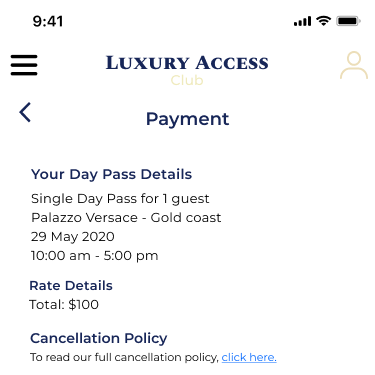 9:41
LUXURY ACCESS
Club
Payment
Your Day Pass Details
Single Day Pass for 1 guest
Palazzo Versace - Gold coast
29 May 2020
10:00 am - 5:00 pm
Rate Details
Total: $100
Cancellation Policy
To read our full cancellation policy, click here.